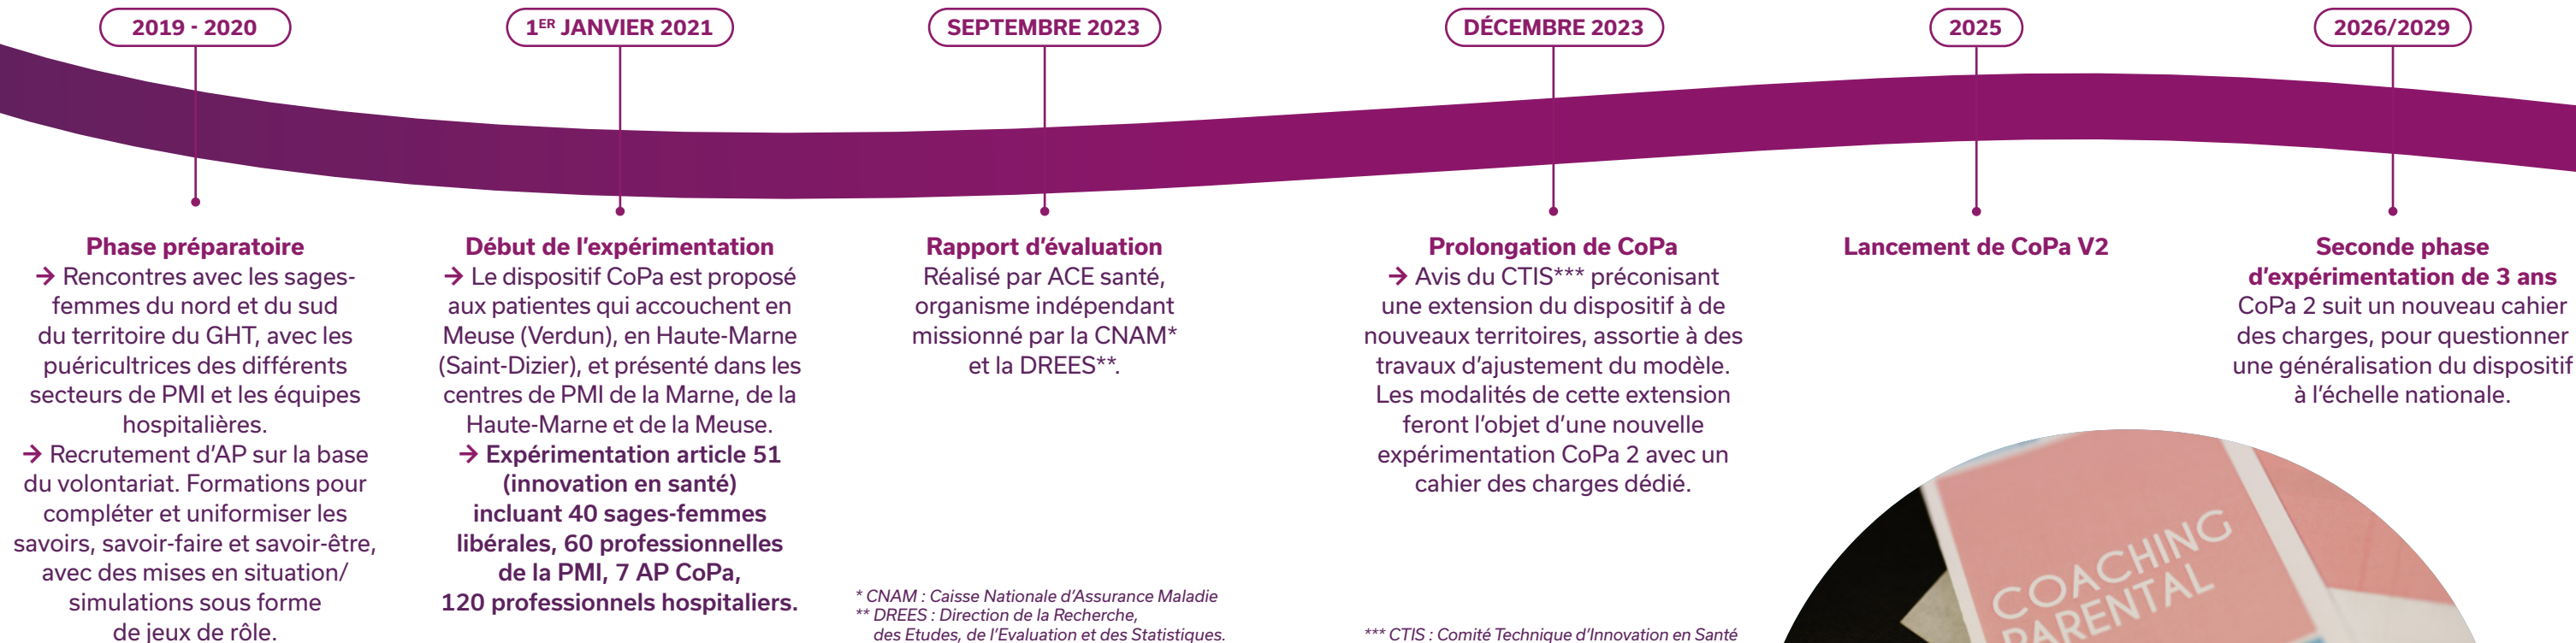 2019 - 2020
Phase préparatoire
→ Rencontres avec les sages-
femmes du nord et du sud
du territoire du GHT, avec les
puéricultrices des différents
secteurs de PMI et les équipes
hospitalières.
→ Recrutement d'AP sur la base
du volontariat. Formations pour
compléter et uniformiser les
savoirs, savoir-faire et savoir-être,
avec des mises en situation/
simulations sous forme
de jeux de rôle.
1ER JANVIER 2021
Début de l'expérimentation
→ Le dispositif CoPa est proposé
aux patientes qui accouchent en
Meuse (Verdun), en Haute-Marne
(Saint-Dizier), et présenté dans les
centres de PMI de la Marne, de la
Haute-Marne et de la Meuse.
→ Expérimentation article 51
(innovation en santé)
incluant 40 sages-femmes
libérales, 60 professionnelles
de la PMI, 7 AP CoPa,
120 professionnels hospitaliers.
SEPTEMBRE 2023
Rapport d'évaluation
Réalisé par ACE santé,
organisme indépendant
missionné par la CNAM*
et la DREES**.
* CNAM : Caisse Nationale d'Assurance Maladie
** DREES : Direction de la Recherche,
des Etudes, de l'Evaluation et des Statistiques.
DÉCEMBRE 2023
Prolongation de CoPa
→ Avis du CTIS*** préconisant
une extension du dispositif à de
nouveaux territoires, assortie à des
travaux d'ajustement du modèle.
Les modalités de cette extension
feront l'objet d'une nouvelle
expérimentation CoPa 2 avec un
cahier des charges dédié.
*** CTIS : Comité Technique d'Innovation en Santé
2025
Lancement de CoPa V2
2026/2029
Seconde phase
d'expérimentation de 3 ans
CoPa 2 suit un nouveau cahier
des charges, pour questionner
une généralisation du dispositif
à l'échelle nationale.
COACHING
PARENTAL